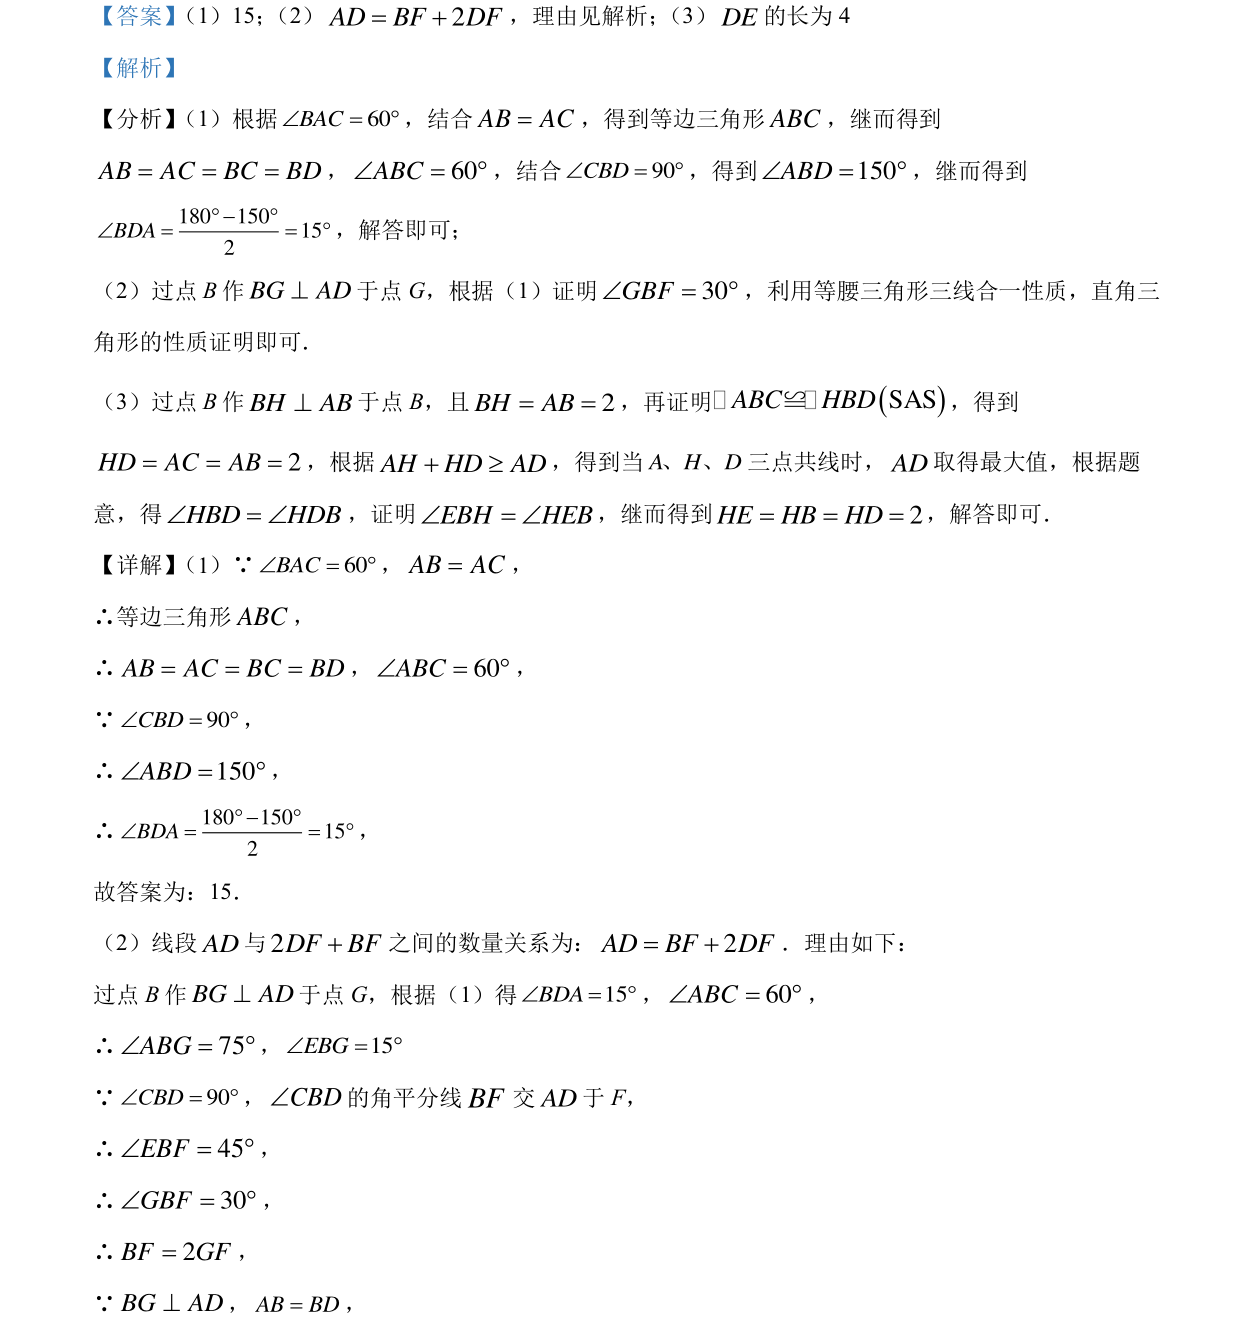 【答案】（1）15；（2） AD = BF + 2DF ，理由见解析；（3） DE 的长为 4
【解析】
【分析】（1）根据 ∠BAC = 60° ，结合 AB = AC ，得到等边三角形 ABC ，继而得到
AB = AC = BC = BD ， ∠ABC = 60° ，结合 ∠CBD = 90° ，得到 ∠ABD = 150° ，继而得到
∠BDA = (180° − 150°)/2 = 15° ，解答即可；
（2）过点 B 作 BG ⊥ AD 于点 G，根据（1）证明 ∠GBF = 30° ，利用等腰三角形三线合一性质，直角三
角形的性质证明即可．
（3）过点 B 作 BH ⊥ AB 于点 B，且 BH = AB = 2 ，再证明□ ABC≌□ HBD(SAS)，得到
HD = AC = AB = 2 ，根据 AH + HD ≥ AD ，得到当 A、H、D 三点共线时， AD 取得最大值，根据题
意，得 ∠HBD = ∠HDB ，证明 ∠EBH = ∠HEB ，继而得到 HE = HB = HD = 2 ，解答即可．
【详解】（1）∵ ∠BAC = 60° ， AB = AC ，
∴等边三角形 ABC ，
∴ AB = AC = BC = BD ， ∠ABC = 60° ，
∵ ∠CBD = 90° ，
∴ ∠ABD = 150° ，
∴ ∠BDA = (180° − 150°)/2 = 15° ，
故答案为：15．
（2）线段 AD 与 2DF + BF 之间的数量关系为： AD = BF + 2DF ．理由如下：
过点 B 作 BG ⊥ AD 于点 G，根据（1）得 ∠BDA = 15° ， ∠ABC = 60° ，
∴ ∠ABG = 75° ， ∠EBG = 15°
∵ ∠CBD = 90° ， ∠CBD 的角平分线 BF 交 AD 于 F，
∴ ∠EBF = 45° ，
∴ ∠GBF = 30° ，
∴ BF = 2GF ，
∵ BG ⊥ AD ， AB = BD ，